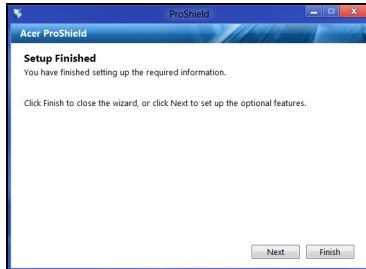 ProShield
Acer ProShield
Setup Finished
You have finished setting up the required information.
Click Finish to close the wizard, or click Next to set up the optional features.
Next Finish